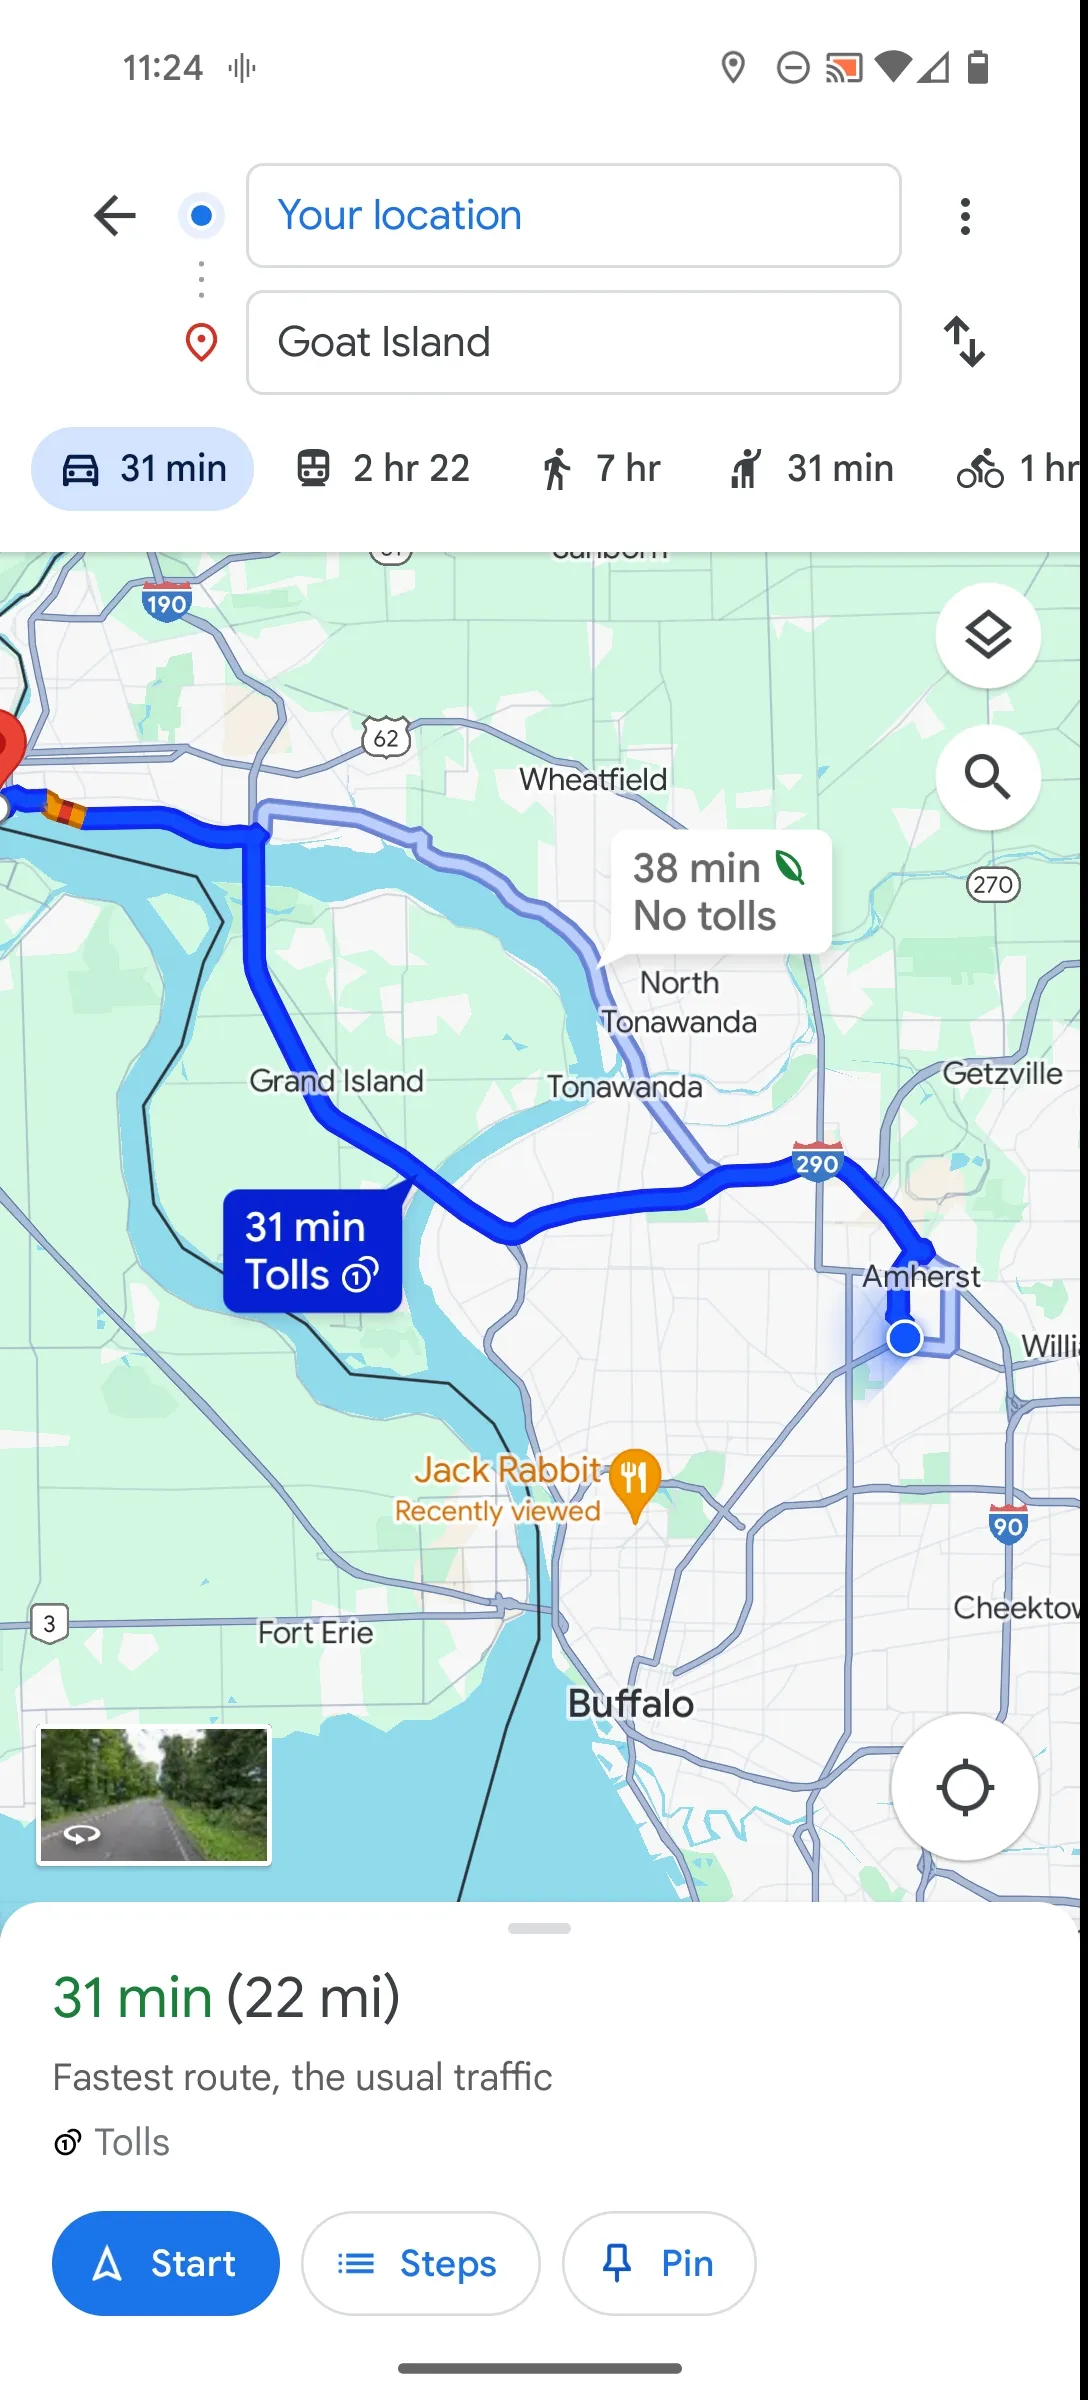 11:24
Your location
Goat Island
31 min
2 hr 22
7 hr
31 min
1 hr
190
62
Wheatfield
38 min
No tolls
270
North
Tonawanda
Grand Island
Tonawanda
Getzville
290
31 min
Tolls
Amherst
Willi
Jack Rabbit
Recently viewed
90
3
Fort Erie
Cheektow
Buffalo
31 min (22 mi)
Fastest route, the usual traffic
Tolls
Start
Steps
Pin